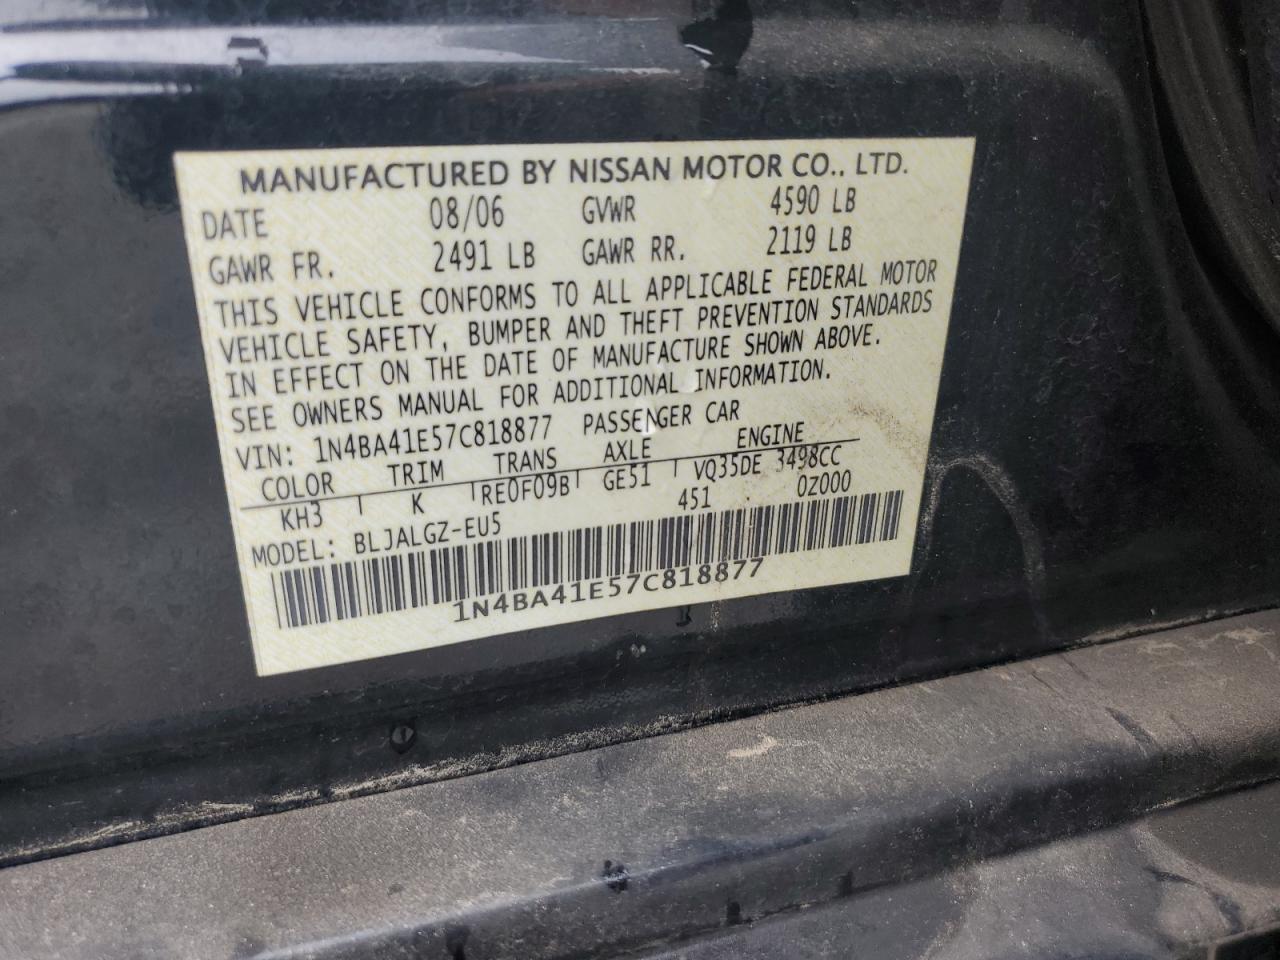 MANUFACTURED BY NISSAN MOTOR CO., LTD.
DATE 08/06 GVWR 4590 LB
GAWR FR. 2491 LB GAWR RR. 2119 LB
THIS VEHICLE CONFORMS TO ALL APPLICABLE FEDERAL MOTOR
VEHICLE SAFETY, BUMPER AND THEFT PREVENTION STANDARDS
IN EFFECT ON THE DATE OF MANUFACTURE SHOWN ABOVE.
SEE OWNERS MANUAL FOR ADDITIONAL INFORMATION.
VIN: 1N4BA41E57C818877 PASSENGER CAR
COLOR TRIM TRANS AXLE ENGINE
KH3 K RE0F09B GE51 VQ35DE 3498CC
MODEL: BLJALGZ-EU5 451 0Z000
1N4BA41E57C818877